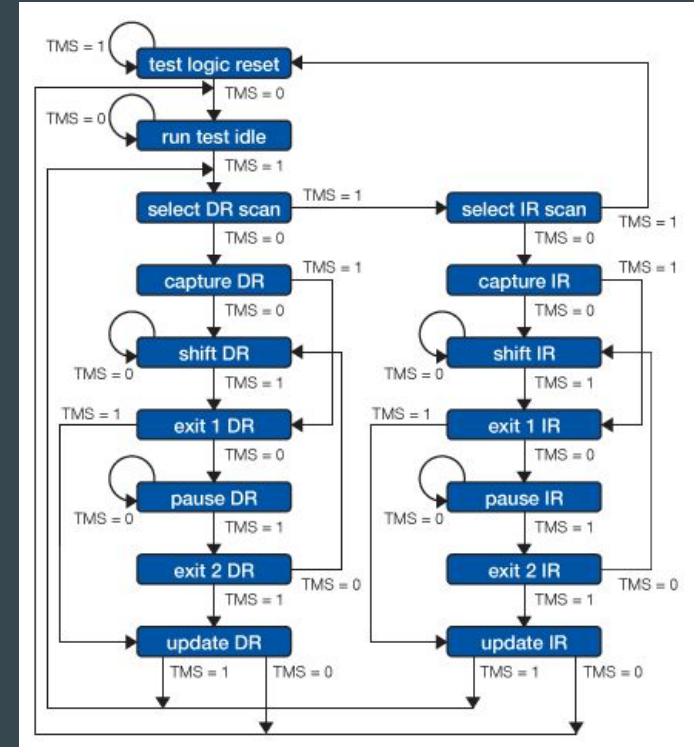 TMS = 1
test logic reset
TMS = 0
TMS = 0
run test idle
TMS = 1
select DR scan
TMS = 1
select IR scan
TMS = 1
TMS = 0
TMS = 0
capture DR
TMS = 1
capture IR
TMS = 1
TMS = 0
TMS = 0
shift DR
shift IR
TMS = 0
TMS = 1
TMS = 0
TMS = 1
TMS = 1
exit 1 DR
TMS = 1
exit 1 IR
TMS = 0
TMS = 0
pause DR
pause IR
TMS = 0
TMS = 1
TMS = 0
TMS = 1
exit 2 DR
TMS = 0
exit 2 IR
TMS = 0
TMS = 1
TMS = 1
update DR
update IR
TMS = 1
TMS = 0
TMS = 1
TMS = 0